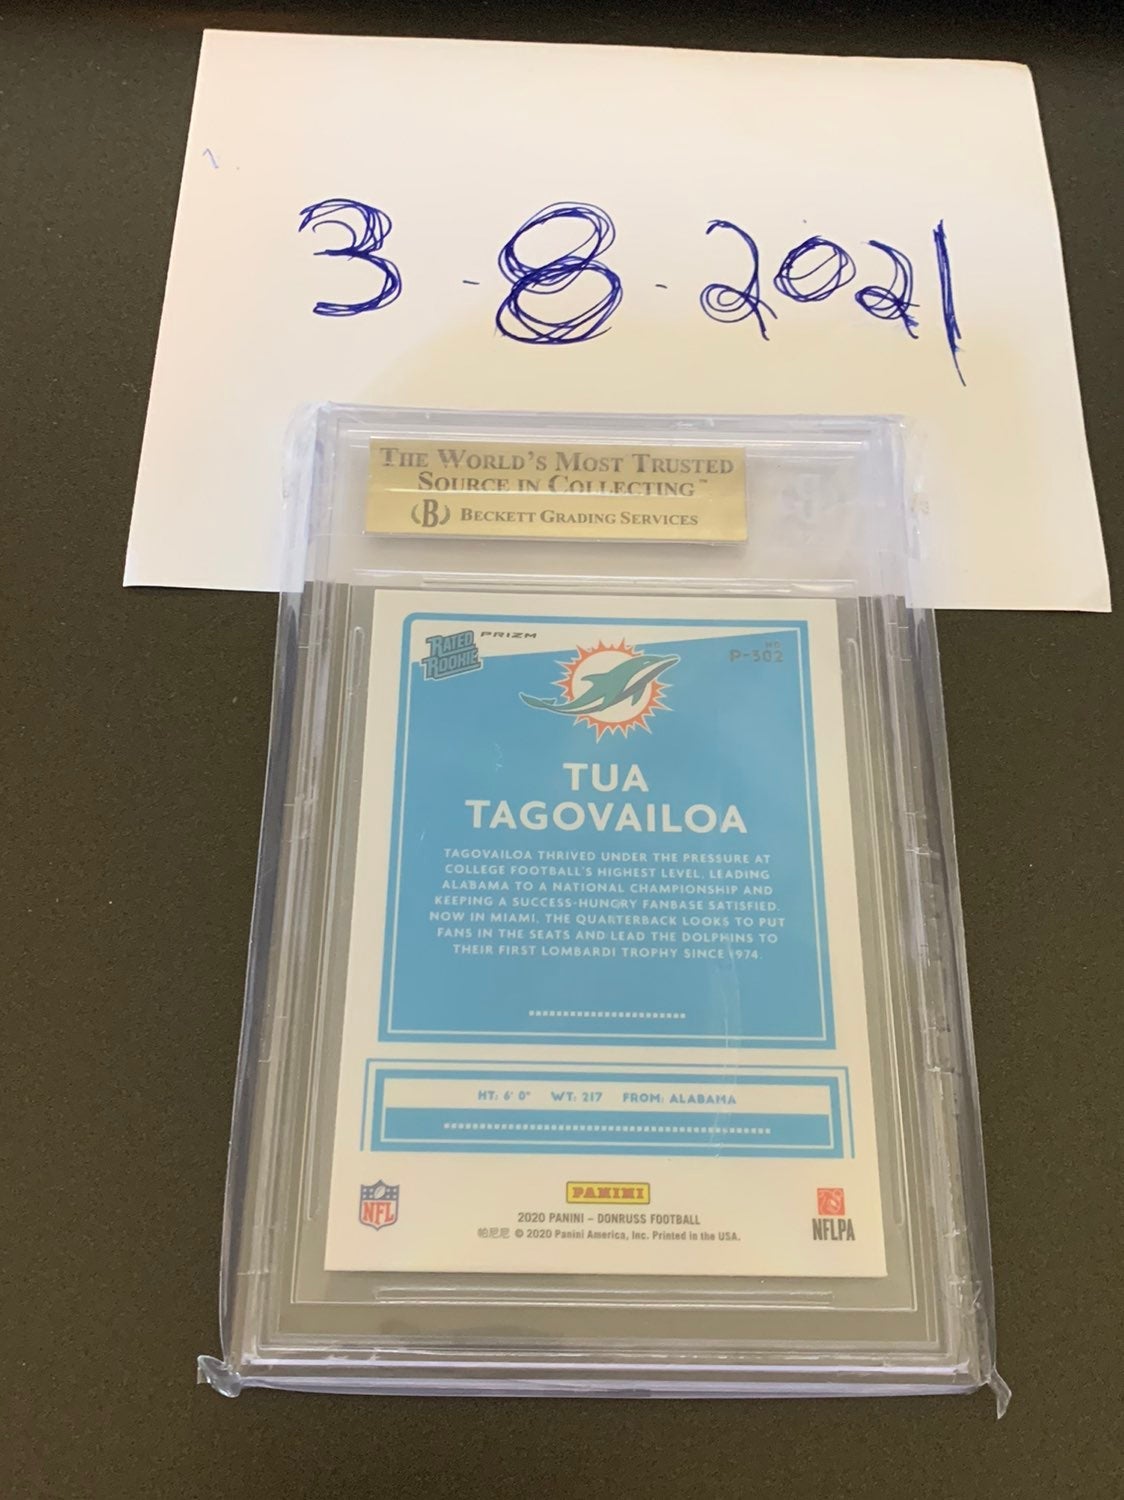 3 - 8 - 2021
THE WORLD'S MOST TRUSTED
SOURCE IN COLLECTING™
(B) BECKETT GRADING SERVICES
RATED ROOKIE
PRIZM
NO
P-302
TUA
TAGOVAILOA
TAGOVAILOA THRIVED UNDER THE PRESSURE AT
COLLEGE FOOTBALL'S HIGHEST LEVEL, LEADING
ALABAMA TO A NATIONAL CHAMPIONSHIP AND
KEEPING A SUCCESS-HUNGRY FANBASE SATISFIED.
NOW IN MIAMI, THE QUARTERBACK LOOKS TO PUT
FANS IN THE SEATS AND LEAD THE DOLPHINS TO
THEIR FIRST LOMBARDI TROPHY SINCE 1974.
HT: 6' 0" WT: 217 FROM: ALABAMA
NFL
PANINI
2020 PANINI – DONRUSS FOOTBALL
帕尼尼 © 2020 Panini America, Inc. Printed in the USA.
NFLPA